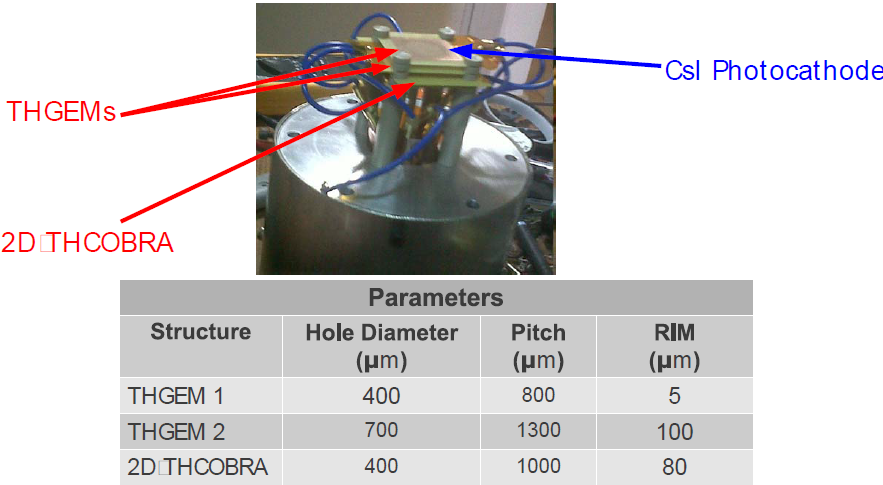 CsI Photocathode
THGEMs
2D THCOBRA
Parameters
Structure Hole Diameter (μm) Pitch (μm) RIM (μm)
THGEM 1 400 800 5
THGEM 2 700 1300 100
2D THCOBRA 400 1000 80